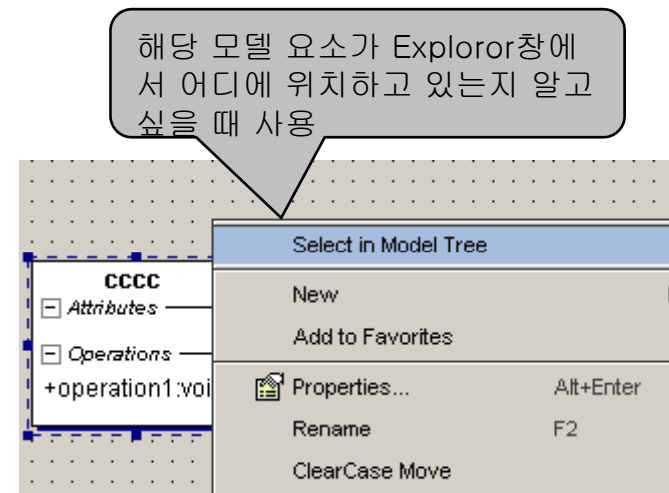 해당 모델 요소가 Exploror창에
서 어디에 위치하고 있는지 알고
싶을 때 사용
Select in Model Tree
CCCC
Attributes
New
Add to Favorites
Operations
+operation1:voi
Properties... Alt+Enter
Rename F2
ClearCase Move